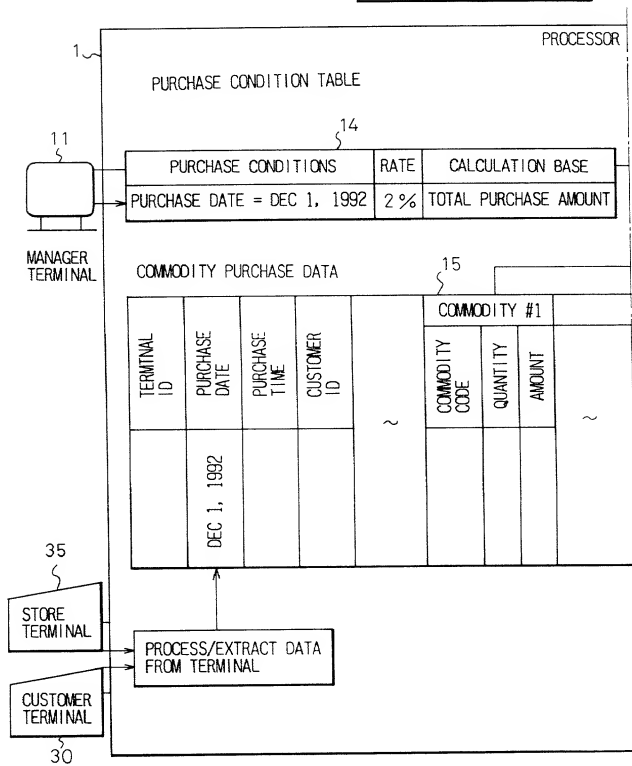 PROCESSOR
1
PURCHASE CONDITION TABLE
11
14
PURCHASE CONDITIONS
RATE
CALCULATION BASE
PURCHASE DATE = DEC 1, 1992
2%
TOTAL PURCHASE AMOUNT
MANAGER
TERMINAL
COMMODITY PURCHASE DATA
15
COMMODITY #1
TERMTNAL
ID
PURCHASE
DATE
PURCHASE
TIME
CUSTOMER
ID
~
COMMODITY
CODE
QUANTITY
AMOUNT
~
DEC 1, 1992
35
STORE
TERMINAL
PROCESS/EXTRACT DATA
FROM TERMINAL
CUSTOMER
TERMINAL
30